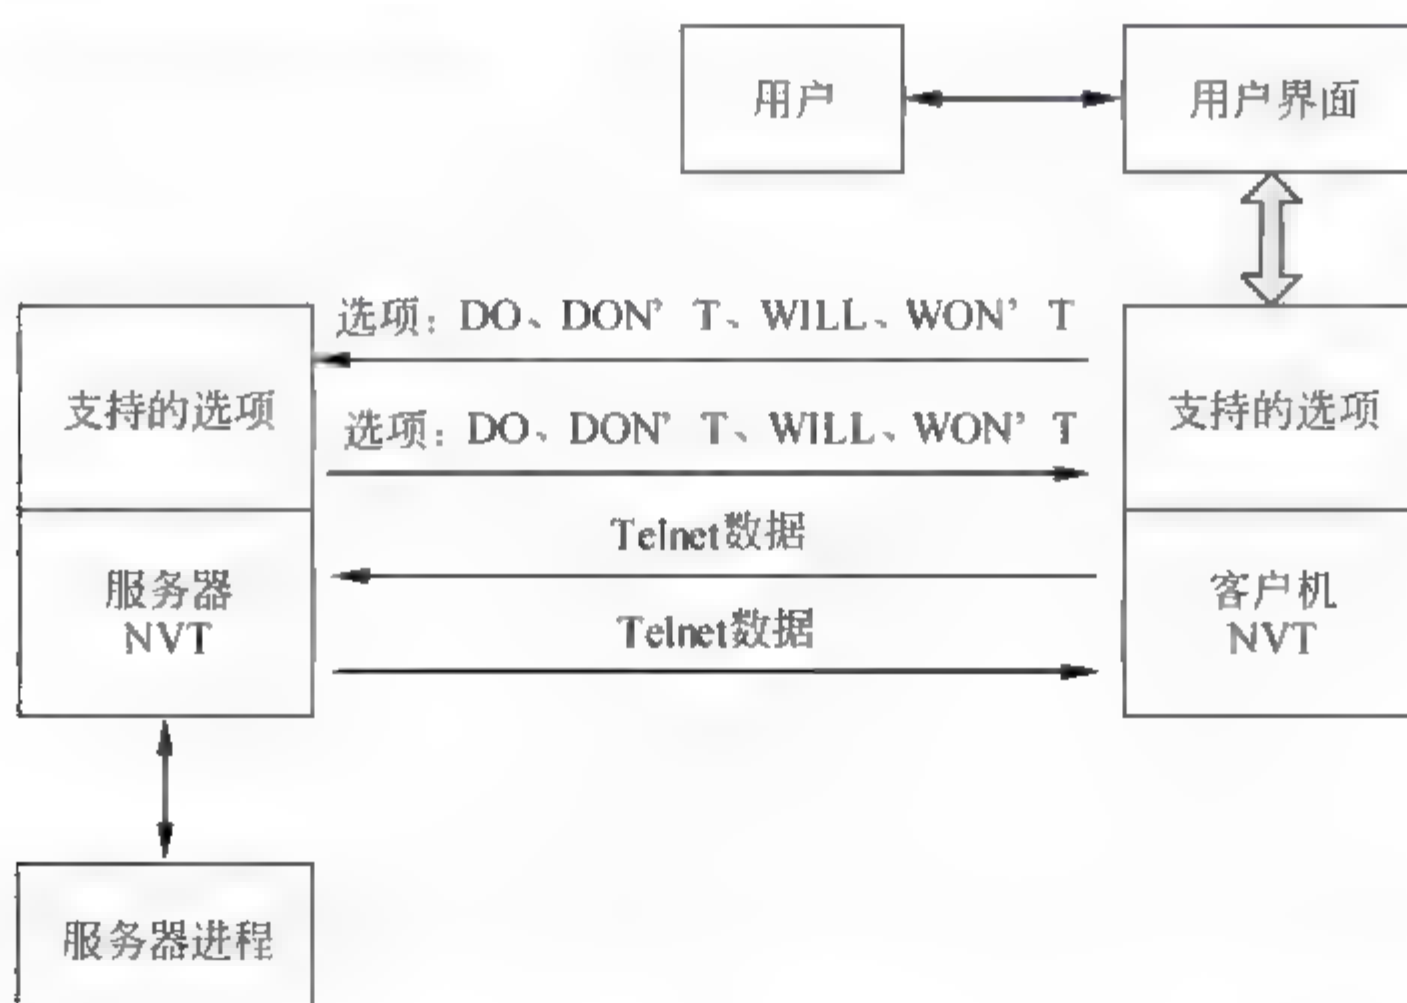 用户
用户界面
选项：DO、DON’T、WILL、WON’T
支持的选项
选项：DO、DON’T、WILL、WON’T
支持的选项
Telnet数据
服务器
NVT
Telnet数据
客户机
NVT
服务器进程